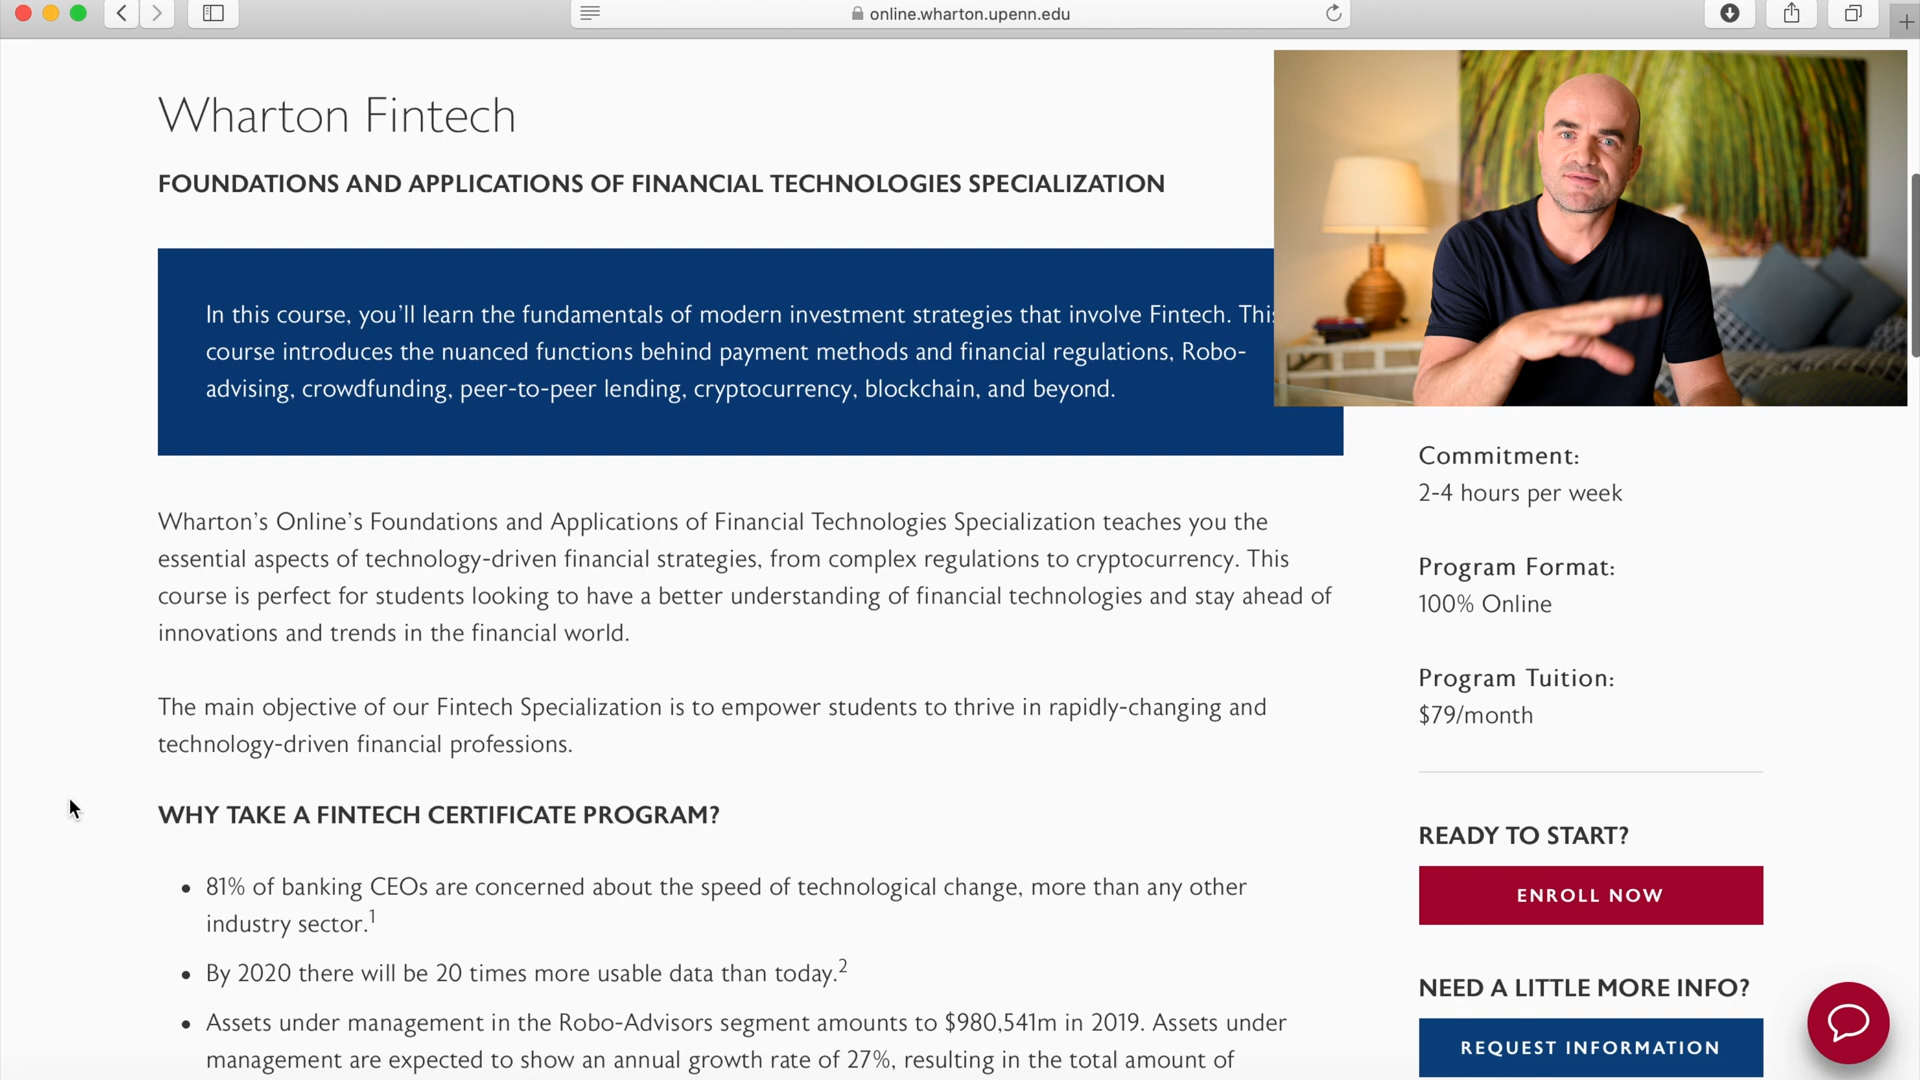 online.wharton.upenn.edu
Wharton Fintech
FOUNDATIONS AND APPLICATIONS OF FINANCIAL TECHNOLOGIES SPECIALIZATION
In this course, you’ll learn the fundamentals of modern investment strategies that involve Fintech. This
course introduces the nuanced functions behind payment methods and financial regulations, Robo-
advising, crowdfunding, peer-to-peer lending, cryptocurrency, blockchain, and beyond.
Wharton’s Online’s Foundations and Applications of Financial Technologies Specialization teaches you the
essential aspects of technology-driven financial strategies, from complex regulations to cryptocurrency. This
course is perfect for students looking to have a better understanding of financial technologies and stay ahead of
innovations and trends in the financial world.
The main objective of our Fintech Specialization is to empower students to thrive in rapidly-changing and
technology-driven financial professions.
WHY TAKE A FINTECH CERTIFICATE PROGRAM?
• 81% of banking CEOs are concerned about the speed of technological change, more than any other
industry sector.1
• By 2020 there will be 20 times more usable data than today.2
• Assets under management in the Robo-Advisors segment amounts to $980,541m in 2019. Assets under
management are expected to show an annual growth rate of 27%, resulting in the total amount of
Commitment:
2-4 hours per week
Program Format:
100% Online
Program Tuition:
$79/month
READY TO START?
ENROLL NOW
NEED A LITTLE MORE INFO?
REQUEST INFORMATION